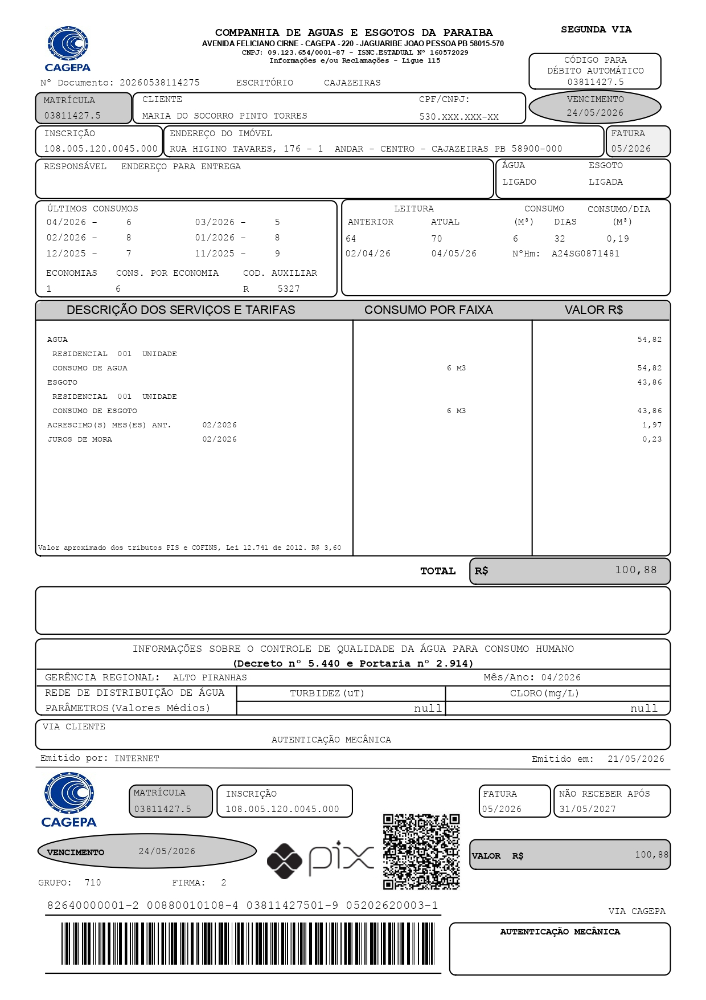 COMPANHIA DE AGUAS E ESGOTOS DA PARAIBA
SEGUNDA VIA
AVENIDA FELICIANO CIRNE - CAGEPA - 220 - JAGUARIBE JOAO PESSOA PB 58015-570
CNPJ: 09.123.654/0001-87 - ISNC.ESTADUAL Nº 160572029
Informações e/ou Reclamações - Ligue 115
CAGEPA
CÓDIGO PARA
DÉBITO AUTOMÁTICO
03811427.5
Nº Documento: 20260538114275 ESCRITÓRIO CAJAZEIRAS
MATRÍCULA CLIENTE CPF/CNPJ: VENCIMENTO
03811427.5 MARIA DO SOCORRO PINTO TORRES 530.XXX.XXX-XX 24/05/2026
INSCRIÇÃO ENDEREÇO DO IMÓVEL FATURA
108.005.120.0045.000 RUA HIGINO TAVARES, 176 - 1 ANDAR - CENTRO - CAJAZEIRAS PB 58900-000 05/2026
RESPONSÁVEL ENDEREÇO PARA ENTREGA ÁGUA ESGOTO
LIGADO LIGADA
ÚLTIMOS CONSUMOS
04/2026 - 6 03/2026 - 5
02/2026 - 8 01/2026 - 8
12/2025 - 7 11/2025 - 9
ECONOMIAS CONS. POR ECONOMIA COD. AUXILIAR
1 6 R 5327
LEITURA CONSUMO CONSUMO/DIA
ANTERIOR ATUAL (M³) DIAS (M³)
64 70 6 32 0,19
02/04/26 04/05/26 NºHm: A24SG0871481
DESCRIÇÃO DOS SERVIÇOS E TARIFAS CONSUMO POR FAIXA VALOR R$
AGUA 54,82
RESIDENCIAL 001 UNIDADE
CONSUMO DE AGUA 6 M3 54,82
ESGOTO 43,86
RESIDENCIAL 001 UNIDADE
CONSUMO DE ESGOTO 6 M3 43,86
ACRESCIMO(S) MES(ES) ANT. 02/2026 1,97
JUROS DE MORA 02/2026 0,23
Valor aproximado dos tributos PIS e COFINS, Lei 12.741 de 2012. R$ 3,60
TOTAL R$ 100,88
INFORMAÇÕES SOBRE O CONTROLE DE QUALIDADE DA ÁGUA PARA CONSUMO HUMANO
(Decreto nº 5.440 e Portaria nº 2.914)
GERÊNCIA REGIONAL: ALTO PIRANHAS Mês/Ano: 04/2026
REDE DE DISTRIBUIÇÃO DE ÁGUA TURBIDEZ(uT) CLORO(mg/L)
PARÂMETROS(Valores Médios) null null
VIA CLIENTE
AUTENTICAÇÃO MECÂNICA
Emitido por: INTERNET Emitido em: 21/05/2026
CAGEPA
MATRÍCULA INSCRIÇÃO FATURA NÃO RECEBER APÓS
03811427.5 108.005.120.0045.000 05/2026 31/05/2027
VENCIMENTO 24/05/2026 pix VALOR R$ 100,88
GRUPO: 710 FIRMA: 2
82640000001-2 00880010108-4 03811427501-9 05202620003-1
VIA CAGEPA
AUTENTICAÇÃO MECÂNICA